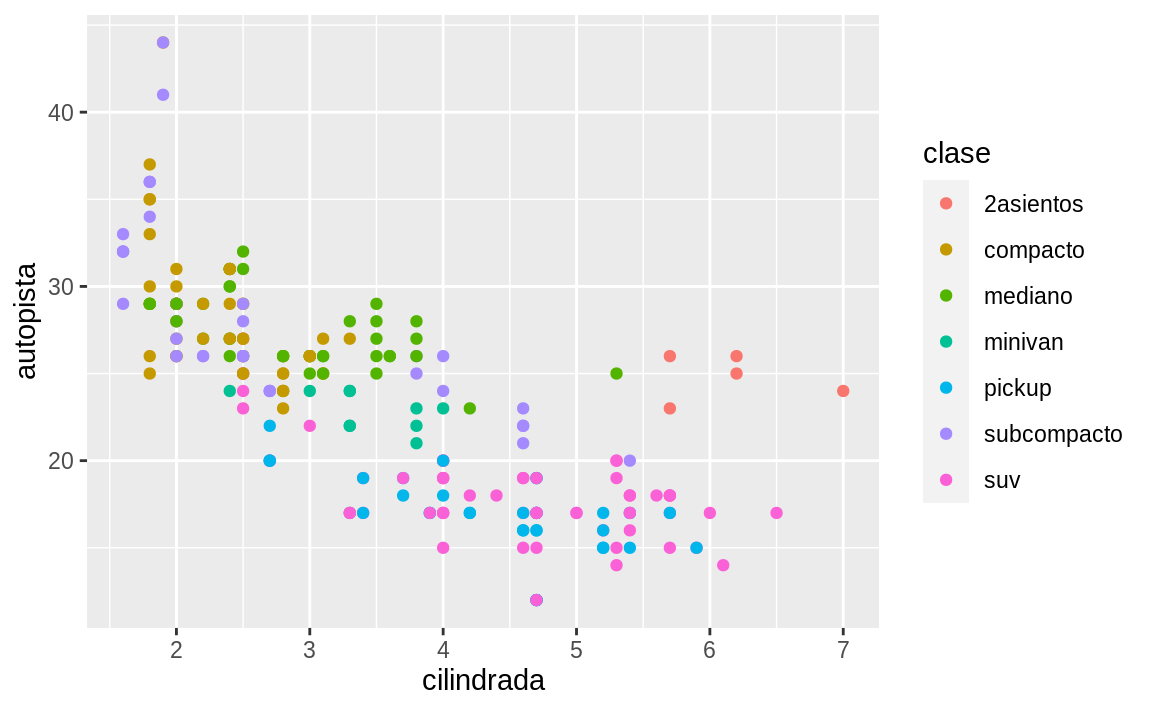 40
30
20
autopista
2 3 4 5 6 7
cilindrada
clase
2asientos
compacto
mediano
minivan
pickup
subcompacto
suv